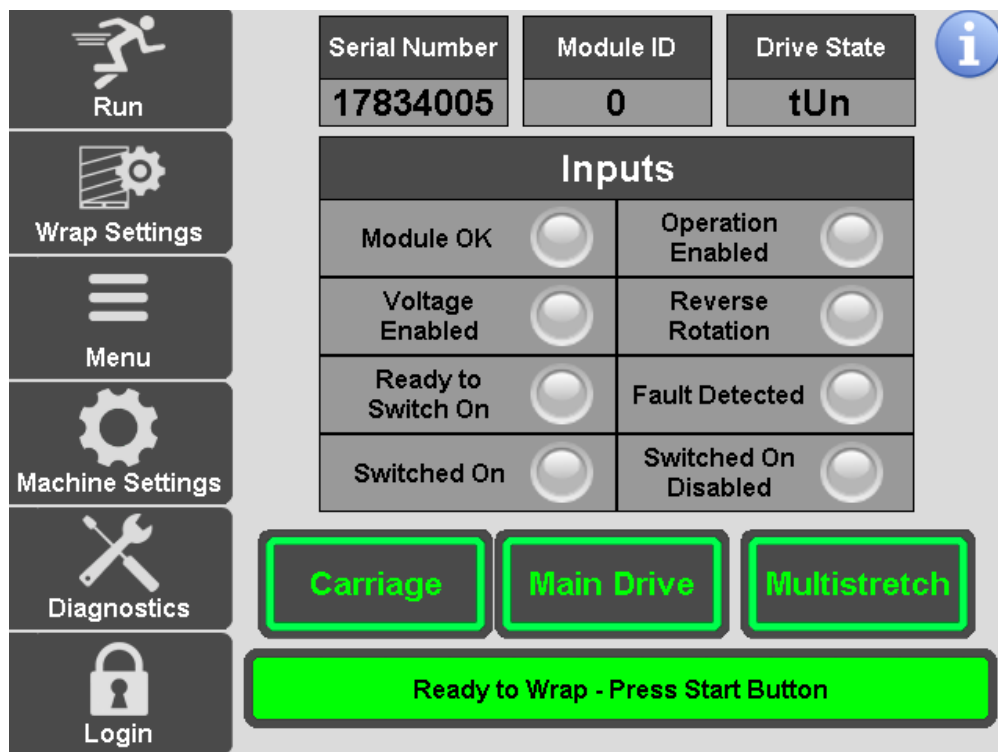 Run
Wrap Settings
Menu
Machine Settings
Diagnostics
Login
Serial Number
17834005
Module ID
0
Drive State
tUn
i
Inputs
Module OK
Operation
Enabled
Voltage
Enabled
Reverse
Rotation
Ready to
Switch On
Fault Detected
Switched On
Switched On
Disabled
Carriage
Main Drive
Multistretch
Ready to Wrap - Press Start Button